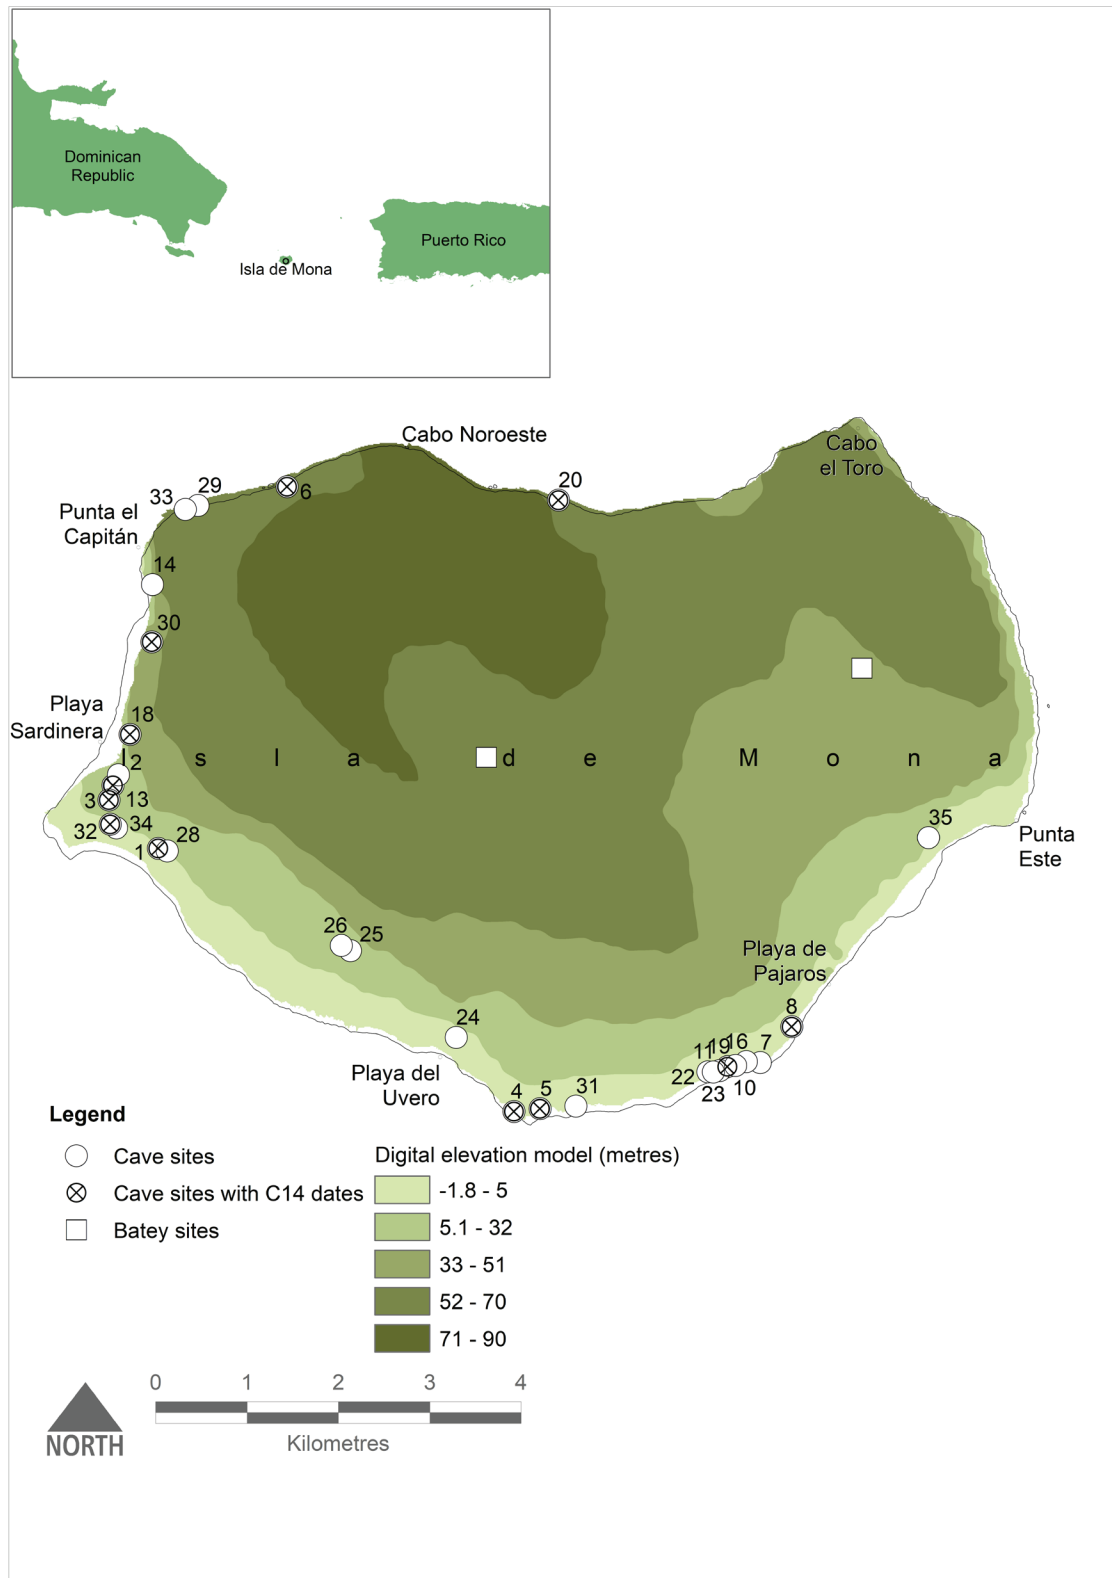 Dominican
Republic
Puerto Rico
Isla de Mona
Cabo Noroeste
Cabo
el Toro
20
6
29
33
Punta el
Capitán
14
30
Playa
Sardinera
18
I s l a d e M o n a
2
3
13
32
34
1
28
35
Punta
Este
26
25
Playa de
Pajaros
8
24
11
19
16
7
22
23
10
Playa del
Uvero
4
5
31
Legend
Cave sites
Cave sites with C14 dates
Batey sites
Digital elevation model (metres)
-1.8 - 5
5.1 - 32
33 - 51
52 - 70
71 - 90
0 1 2 3 4
Kilometres
NORTH